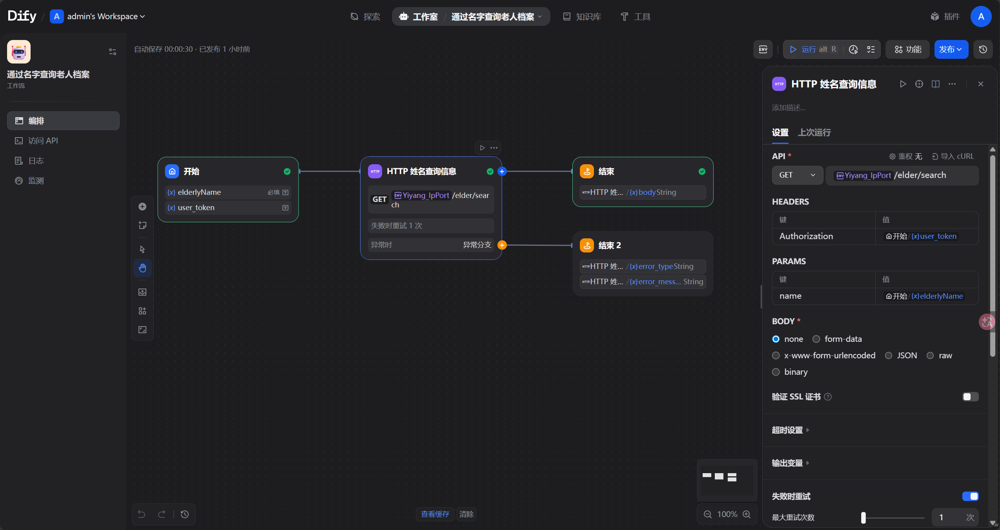 Dify / A admin's Workspace
探索
工作室 / 通过名字查询老人档案
知识库
工具
插件
A
通过名字查询老人档案
工作流
编排
访问 API
日志
监测
自动保存 00:00:30 · 已发布 1 小时前
ENV
运行 alt R
功能
发布
开始
{x} elderlyName 必填
{x} user_token
HTTP HTTP 姓名查询信息
GET ENV Yiyang_IpPort /elder/sear
ch
失败时重试 1 次
异常时 异常分支
结束
HTTP HTTP 姓... / {x} body String
结束 2
HTTP HTTP 姓... / {x} error_type String
HTTP HTTP 姓... / {x} error_mess... String
查看缓存 清除
100%
HTTP HTTP 姓名查询信息
添加描述...
设置 上次运行
API * 鉴权 无 导入 cURL
GET ENV Yiyang_IpPort /elder/search
HEADERS
键 值
Authorization 开始 / {x} user_token
PARAMS
键 值
name 开始 / {x} elderlyName
BODY *
none form-data
x-www-form-urlencoded JSON raw
binary
验证 SSL 证书
超时设置
输出变量
失败时重试
最大重试次数 1 次